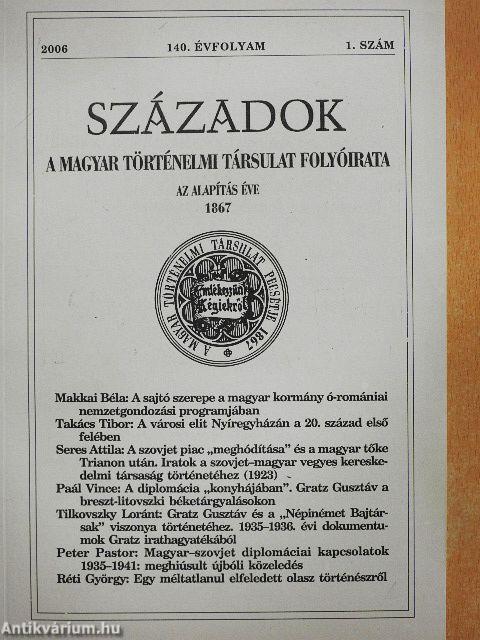 2006 140. ÉVFOLYAM 1. SZÁM
SZÁZADOK
A MAGYAR TÖRTÉNELMI TÁRSULAT FOLYÓIRATA
AZ ALAPÍTÁS ÉVE
1867
A MAGYAR TÖRTÉNELMI TÁRSULAT PECSÉTJE 1867
Emlékezzünk
Régiekről
Makkai Béla: A sajtó szerepe a magyar kormány ó-romániai
nemzetgondozási programjában
Takács Tibor: A városi elit Nyíregyházán a 20. század első
felében
Seres Attila: A szovjet piac „meghódítása" és a magyar tőke
Trianon után. Iratok a szovjet–magyar vegyes kereske-
delmi társaság történetéhez (1923)
Paál Vince: A diplomácia „konyhájában". Gratz Gusztáv a
breszt-litovszki béketárgyalásokon
Tilkovszky Loránt: Gratz Gusztáv és a „Népinémet Bajtár-
sak" viszonya történetéhez. 1935–1936. évi dokumentu-
mok Gratz irathagyatékából
Peter Pastor: Magyar–szovjet diplomáciai kapcsolatok
1935–1941: meghiúsult újbóli közeledés
Réti György: Egy méltatlanul elfeledett olasz történészről
Antikvárium.hu